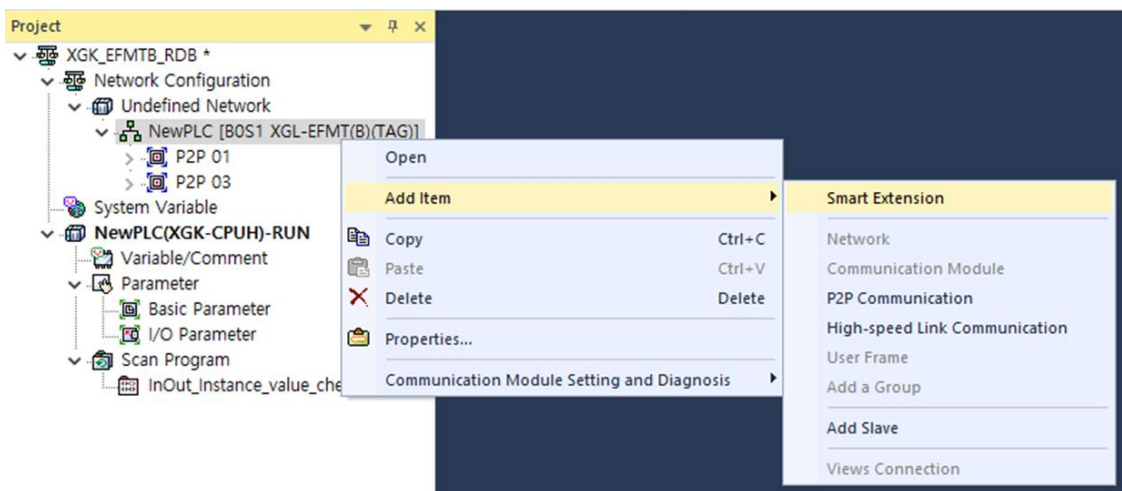 Project
XGK_EFMTB_RDB *
Network Configuration
Undefined Network
NewPLC [B0S1 XGL-EFMT(B)(TAG)]
P2P 01
P2P 03
System Variable
NewPLC(XGK-CPUH)-RUN
Variable/Comment
Parameter
Basic Parameter
I/O Parameter
Scan Program
InOut_Instance_value_che
Open
Add Item
Copy Ctrl+C
Paste Ctrl+V
Delete Delete
Properties...
Communication Module Setting and Diagnosis
Smart Extension
Network
Communication Module
P2P Communication
High-speed Link Communication
User Frame
Add a Group
Add Slave
Views Connection